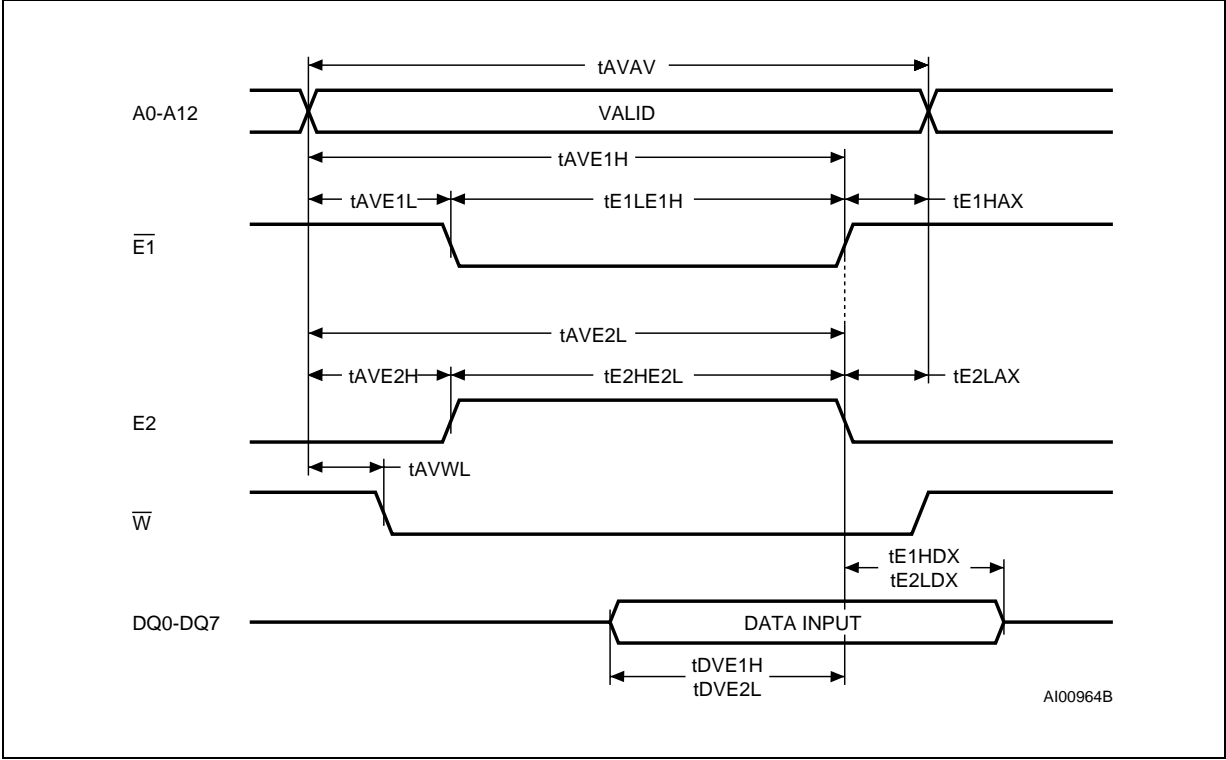 tAVAV
A0-A12
VALID
tAVE1H
tAVE1L
tE1LE1H
tE1HAX
E1
tAVE2L
tAVE2H
tE2HE2L
tE2LAX
E2
tAVWL
W
tE1HDX
tE2LDX
DQ0-DQ7
DATA INPUT
tDVE1H
tDVE2L
AI00964B